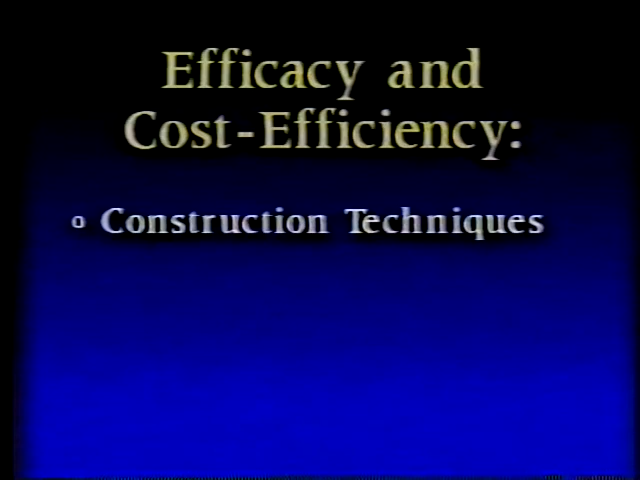 Efficacy and
Cost-Efficiency:
o Construction Techniques